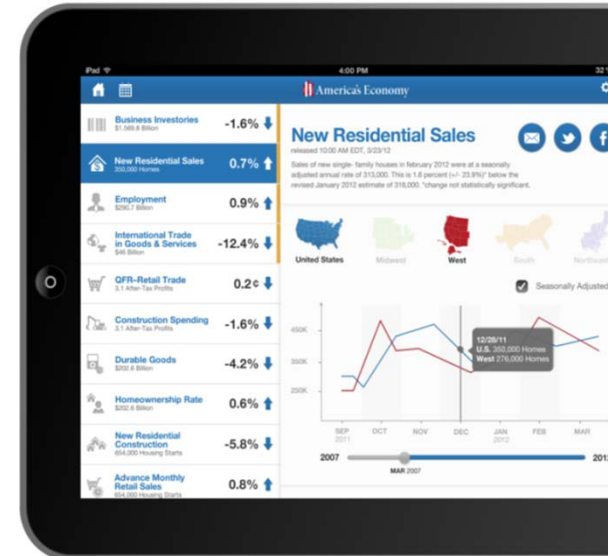 iPad
4:00 PM
32
America's Economy
Business Investories
$1,569.8 Billion
-1.6%
New Residential Sales
350,000 Homes
0.7%
Employment
$290.7 Billion
0.9%
International Trade
in Goods & Services
$46 Billion
-12.4%
QFR-Retail Trade
3.1 After-Tax Profits
0.2¢
Construction Spending
3.1 After-Tax Profits
-1.6%
Durable Goods
$202.6 Billion
-4.2%
Homeownership Rate
$202.6 Billion
0.6%
New Residential
Construction
654,000 Housing Starts
-5.8%
Advance Monthly
Retail Sales
654,000 Housing Starts
0.8%
New Residential Sales
released 10:00 AM EDT, 3/23/12
Sales of new single- family houses in february 2012 were at a seasonally
adjusted annual rate of 313,000. This is 1.6 percent (+/- 23.9%)* below the
revised January 2012 estimate of 318,000. *change not statistically significant.
United States
Midwest
West
South
Northeast
Seasonally Adjusted
450K
350K
250K
12/28/11
U.S. 350,000 Homes
West 276,000 Homes
SEP
2011
OCT
NOV
DEC
JAN
2012
FEB
MAR
2007
MAR 2007
2012